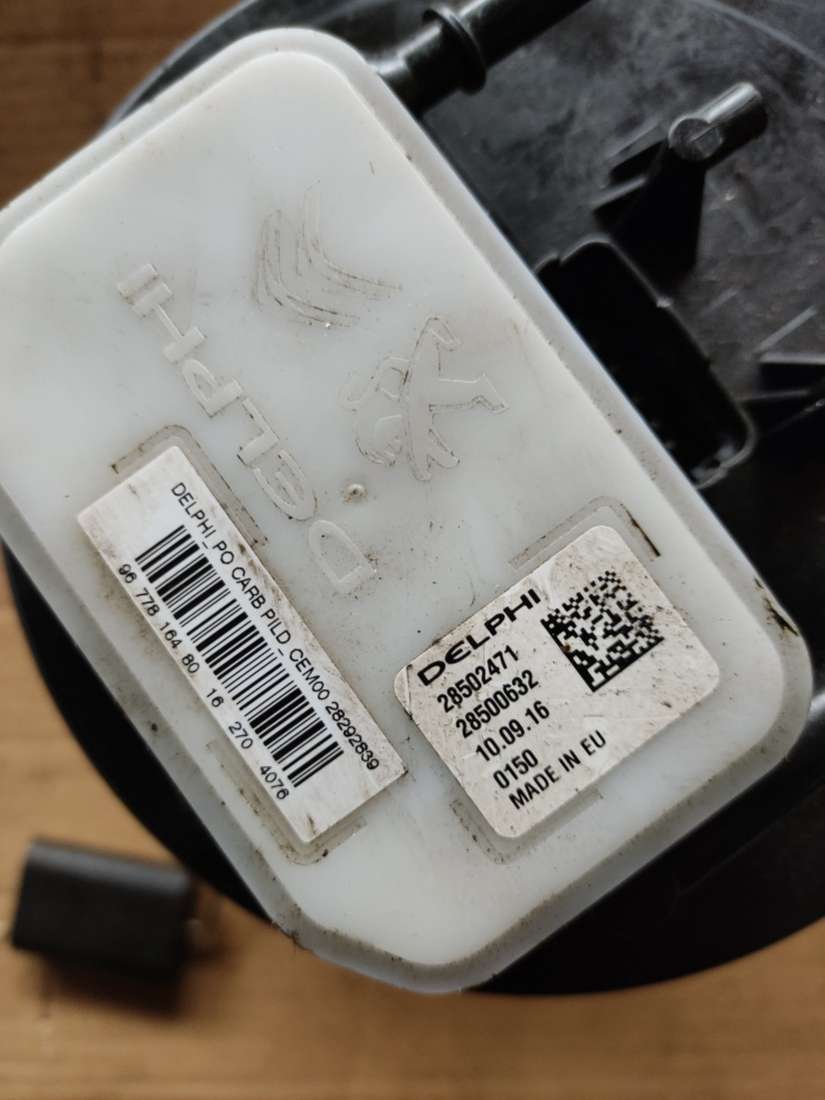 DELPHI
DELPHI_PO CARB PILD_CEM00 28292839
96 778 164 80 16 270 4076
DELPHI
28502471
28500632
10.09.16
0150
MADE IN EU